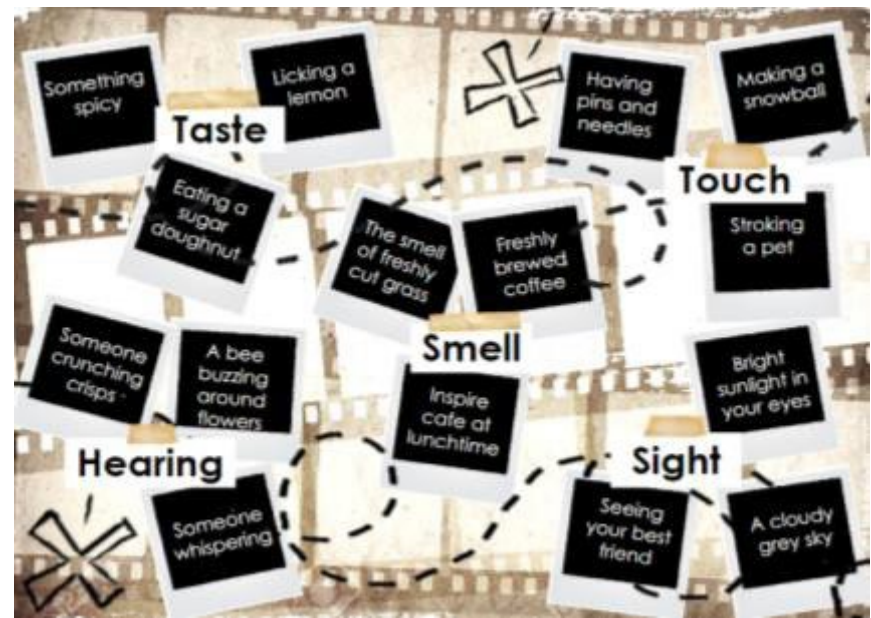 Something
spicy
Licking a
lemon
Taste
Eating a
sugar
doughnut
Having
pins and
needles
Making a
snowball
Touch
Stroking
a pet
The smell
of freshly
cut grass
Freshly
brewed
coffee
Smell
Inspire
cafe at
lunchtime
Someone
crunching
crisps
A bee
buzzing
around
flowers
Hearing
Someone
whispering
Bright
sunlight in
your eyes
Sight
Seeing
your best
friend
A cloudy
grey sky